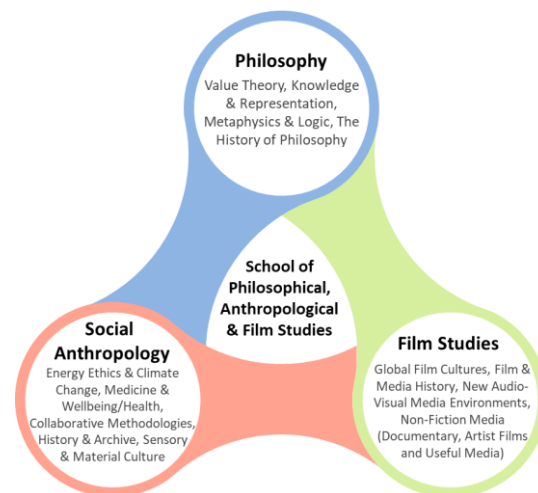 Philosophy
Value Theory, Knowledge
& Representation,
Metaphysics & Logic, The
History of Philosophy
School of
Philosophical,
Anthropological
& Film Studies
Social
Anthropology
Energy Ethics & Climate
Change, Medicine &
Wellbeing/Health,
Collaborative Methodologies,
History & Archive, Sensory
& Material Culture
Film Studies
Global Film Cultures, Film &
Media History, New Audio-
Visual Media Environments,
Non-Fiction Media
(Documentary, Artist Films
and Useful Media)